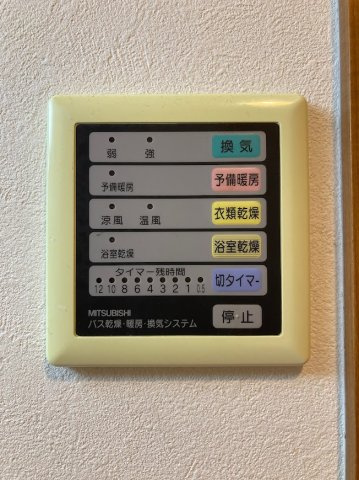 弱 強 換気
予備暖房 予備暖房
涼風 温風 衣類乾燥
浴室乾燥 浴室乾燥
タイマー残時間
12 10 8 6 4 3 2 1 0.5 切タイマー
MITSUBISHI
バス乾燥・暖房・換気システム 停止